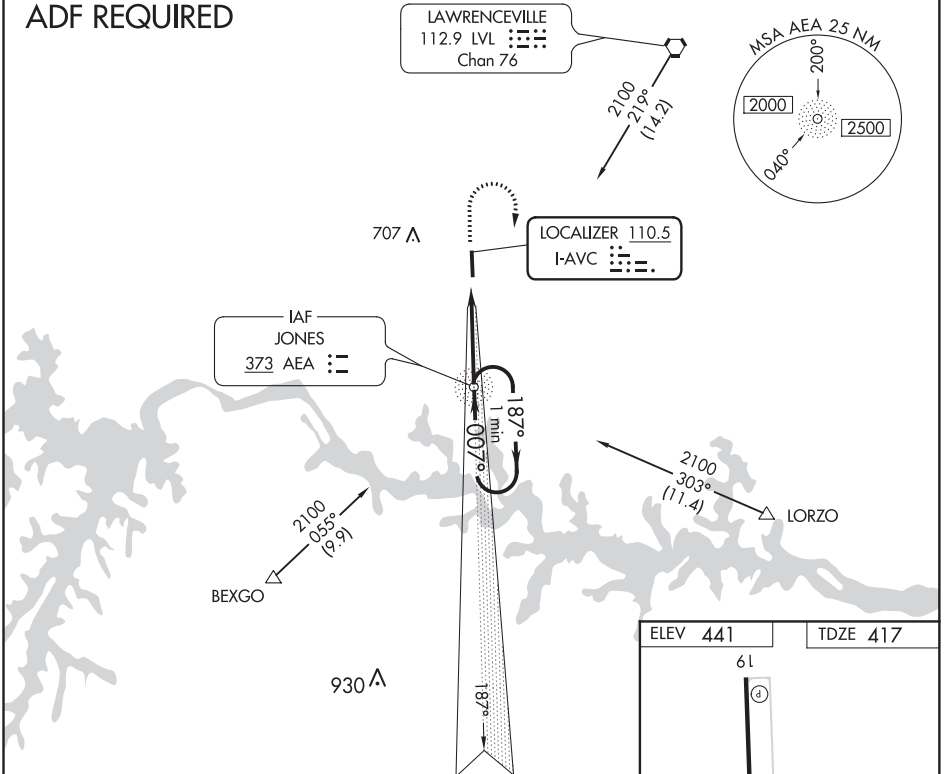 ADF REQUIRED
LAWRENCEVILLE
112.9 LVL
Chan 76
MSA AEA 25 NM
200°
2000
2500
040°
2100
219°
(14.2)
707
LOCALIZER 110.5
I-AVC
IAF
JONES
373 AEA
187°
1 min
007°
2100
303°
(11.4)
LORZO
2100
055°
(9.9)
BEXGO
930
187°
ELEV 441
TDZE 417
19
P